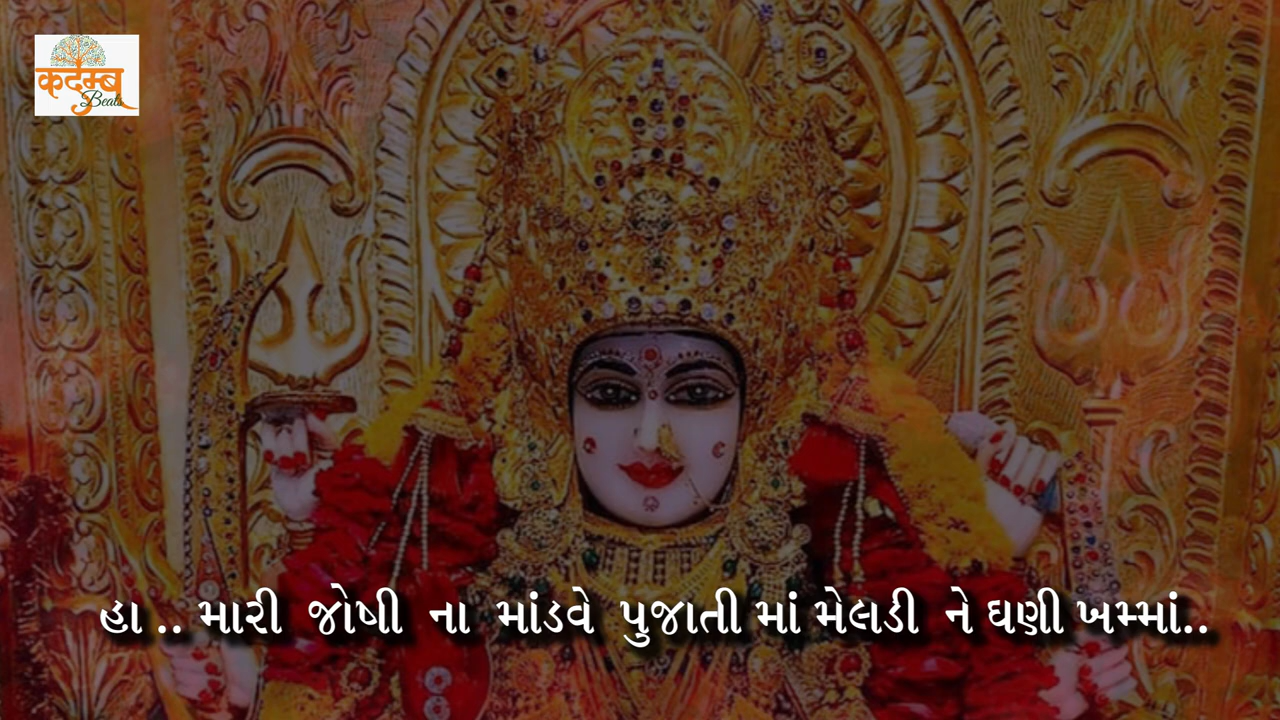 कदम्ब
Beats
હા .. મારી જોષી ના માંડવે પુજાતી માં મેલડી ને ઘણી ખમ્માં..